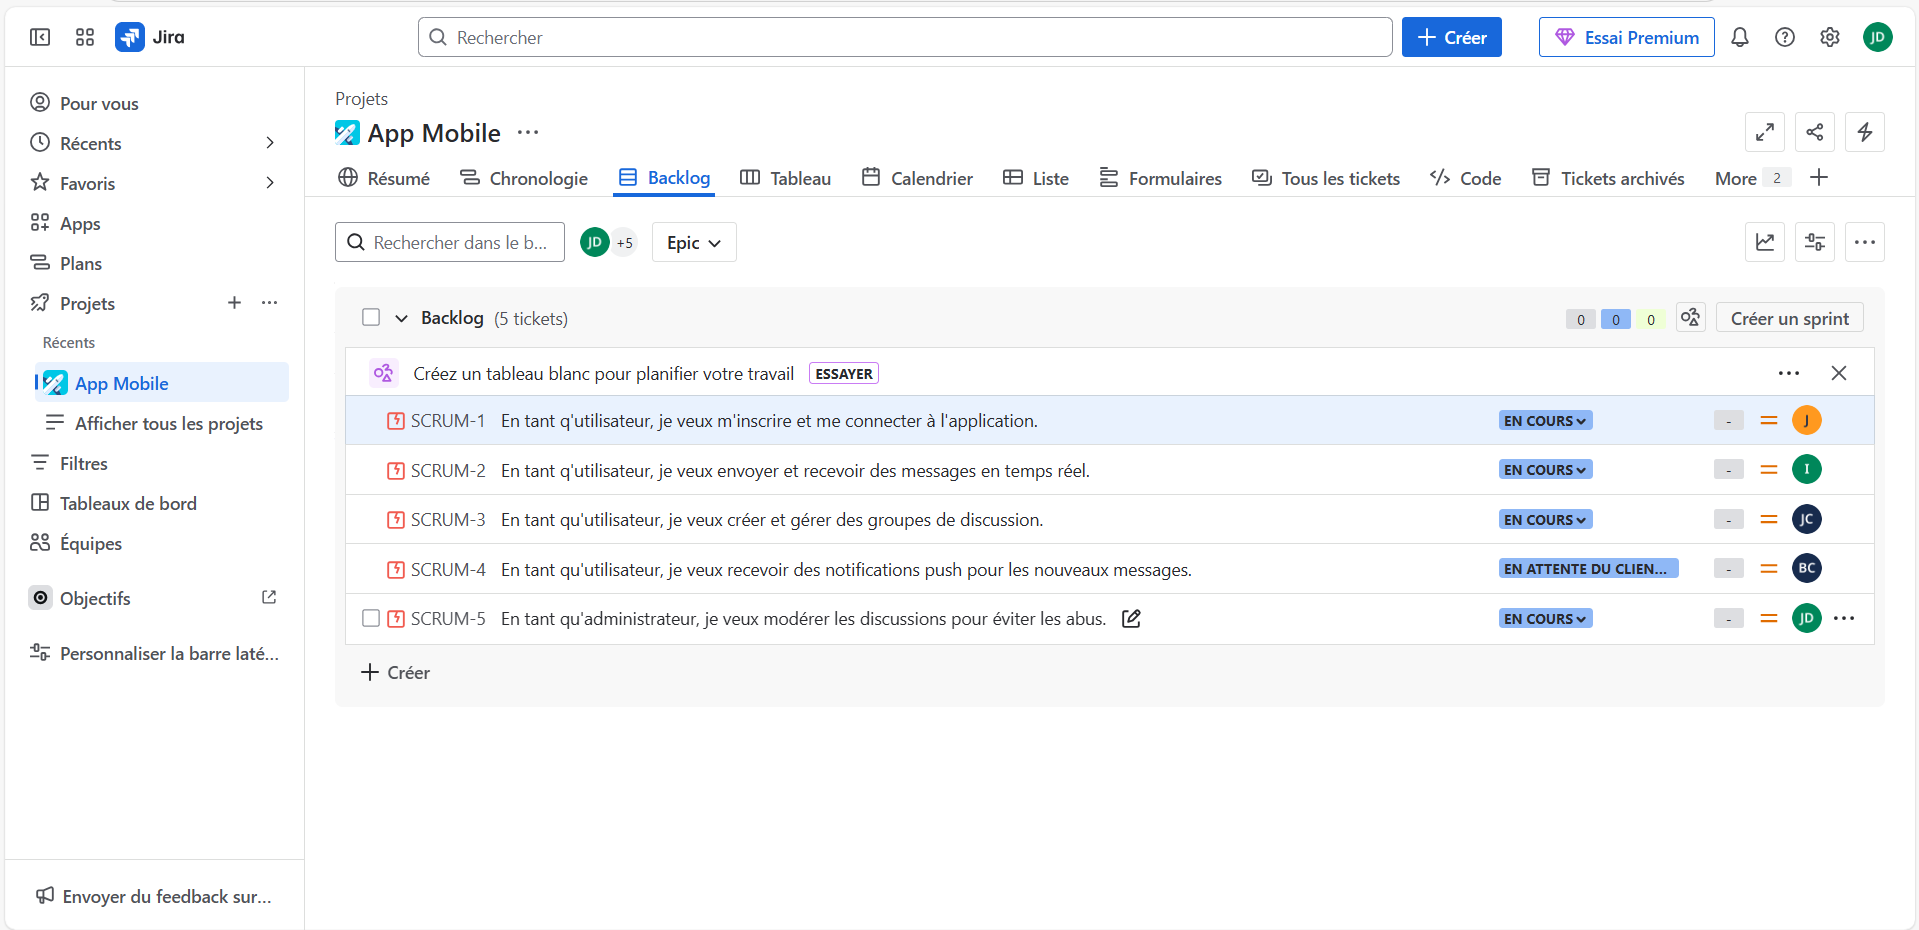 Jira
Rechercher
Créer
Essai Premium
JD
Pour vous
Récents
Favoris
Apps
Plans
Projets
Récents
App Mobile
Afficher tous les projets
Filtres
Tableaux de bord
Équipes
Objectifs
Personnaliser la barre laté...
Envoyer du feedback sur...
Projets
App Mobile
Résumé
Chronologie
Backlog
Tableau
Calendrier
Liste
Formulaires
Tous les tickets
Code
Tickets archivés
More 2
Rechercher dans le b...
JD +5
Epic
Backlog (5 tickets)
0 0 0
Créer un sprint
Créez un tableau blanc pour planifier votre travail ESSAYER
SCRUM-1 En tant q'utilisateur, je veux m'inscrire et me connecter à l'application. EN COURS - J
SCRUM-2 En tant q'utilisateur, je veux envoyer et recevoir des messages en temps réel. EN COURS - I
SCRUM-3 En tant qu'utilisateur, je veux créer et gérer des groupes de discussion. EN COURS - JC
SCRUM-4 En tant qu'utilisateur, je veux recevoir des notifications push pour les nouveaux messages. EN ATTENTE DU CLIEN... - BC
SCRUM-5 En tant qu'administrateur, je veux modérer les discussions pour éviter les abus. EN COURS - JD
Créer